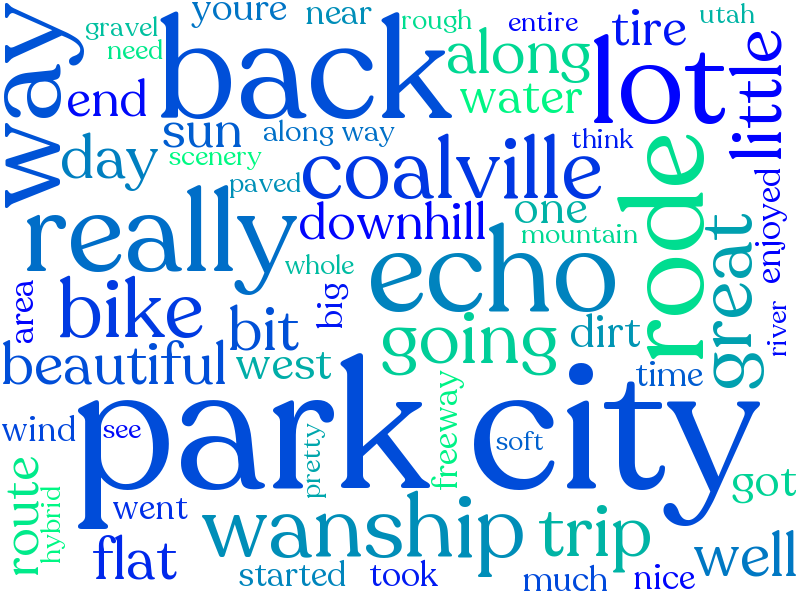 way
gravel
need
youre
near
rough
entire
utah
back
along
lot
tire
little
end
water
sun
along way
think
day
scenery
paved
coalville
rode
really
downhill
one
mountain
enjoyed
great
whole
echo
area
bike
bit
big
going
dirt
river
beautiful
west
time
park city
wind
see
pretty
freeway
soft
got
route
hybrid
went
wanship
trip
well
flat
started
took
much
nice